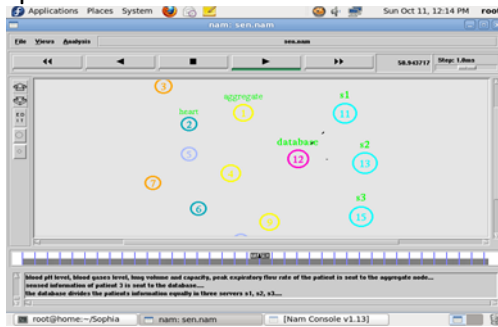 Applications Places System Sun Oct 11, 12:14 PM root
nam: sen.nam
File Views Analysis sen.nam
50.943717 Step: 1.0ms
3
aggregate
1
s1
11
heart
2
database
12
s2
13
5
4
7
6
s3
15
blood pH level, blood gases level, lung volume and capacity, peak expiratory flow rate of the patient is sent to the aggregate node...
sensed information of patient 3 is sent to the database....
the database divides the patients information equally in three servers s1, s2, s3....
root@home:~/Sophia nam: sen.nam [Nam Console v1.13]